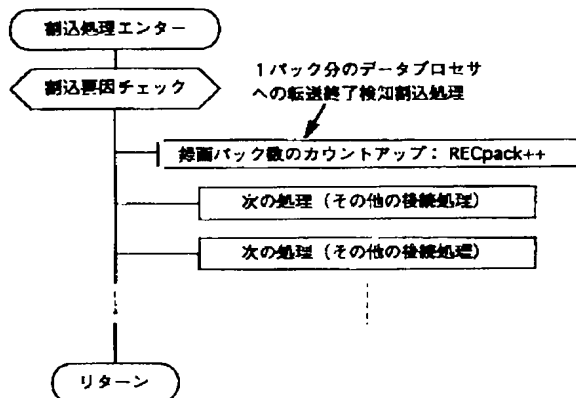 割込処理エンター
割込要因チェック
1パック分のデータプロセサ
への転送終了検知割込処理
録画パック数のカウントアップ： RECpack++
次の処理（その他の後続処理）
次の処理（その他の後続処理）
リターン